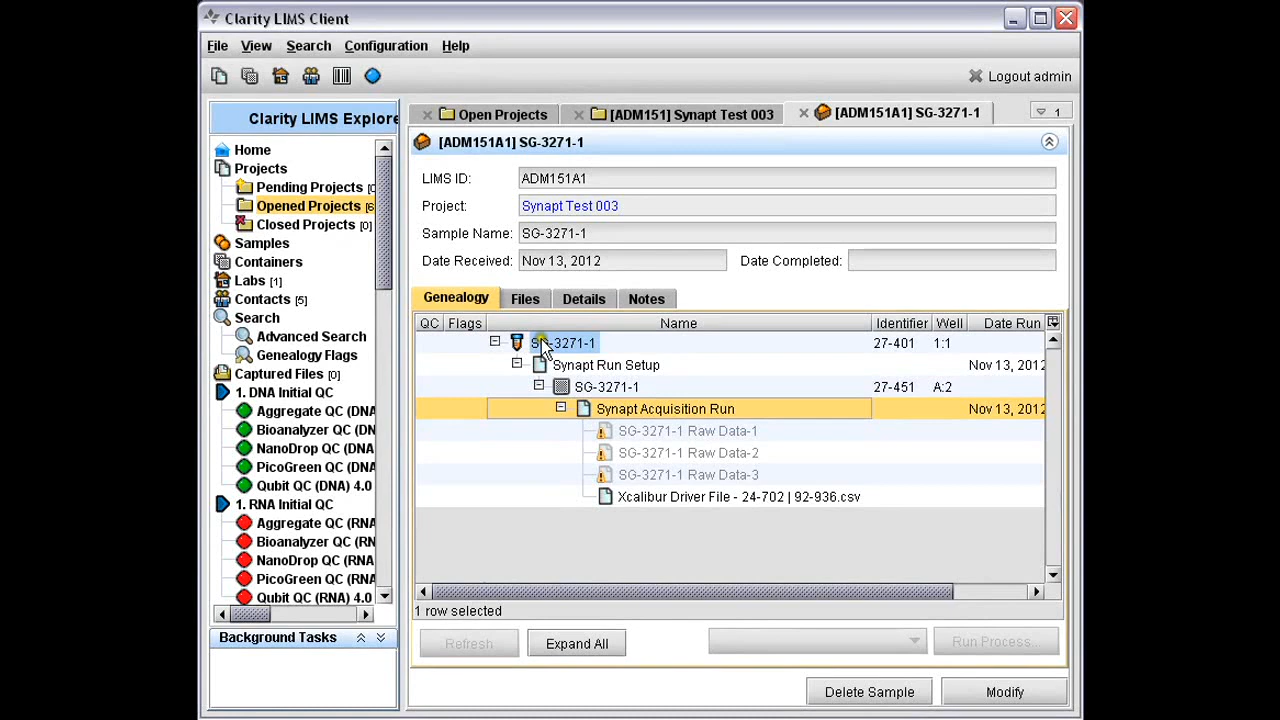 Clarity LIMS Client
File View Search Configuration Help
Logout admin
Clarity LIMS Explore
Home
Projects
Pending Projects [0
Opened Projects [6
Closed Projects [0]
Samples
Containers
Labs [1]
Contacts [5]
Search
Advanced Search
Genealogy Flags
Captured Files [0]
1. DNA Initial QC
Aggregate QC (DNA
Bioanalyzer QC (DN
NanoDrop QC (DNA
PicoGreen QC (DNA
Qubit QC (DNA) 4.0
1. RNA Initial QC
Aggregate QC (RNA
Bioanalyzer QC (RN
NanoDrop QC (RNA
PicoGreen QC (RNA
Qubit QC (RNA) 4.0
Background Tasks
Open Projects [ADM151] Synapt Test 003 [ADM151A1] SG-3271-1 1
[ADM151A1] SG-3271-1
LIMS ID: ADM151A1
Project: Synapt Test 003
Sample Name: SG-3271-1
Date Received: Nov 13, 2012 Date Completed:
Genealogy Files Details Notes
QC Flags Name Identifier Well Date Run
SG-3271-1 27-401 1:1
Synapt Run Setup Nov 13, 2012
SG-3271-1 27-451 A:2
Synapt Acquisition Run Nov 13, 2012
SG-3271-1 Raw Data-1
SG-3271-1 Raw Data-2
SG-3271-1 Raw Data-3
Xcalibur Driver File - 24-702 | 92-936.csv
1 row selected
Refresh Expand All Run Process...
Delete Sample Modify